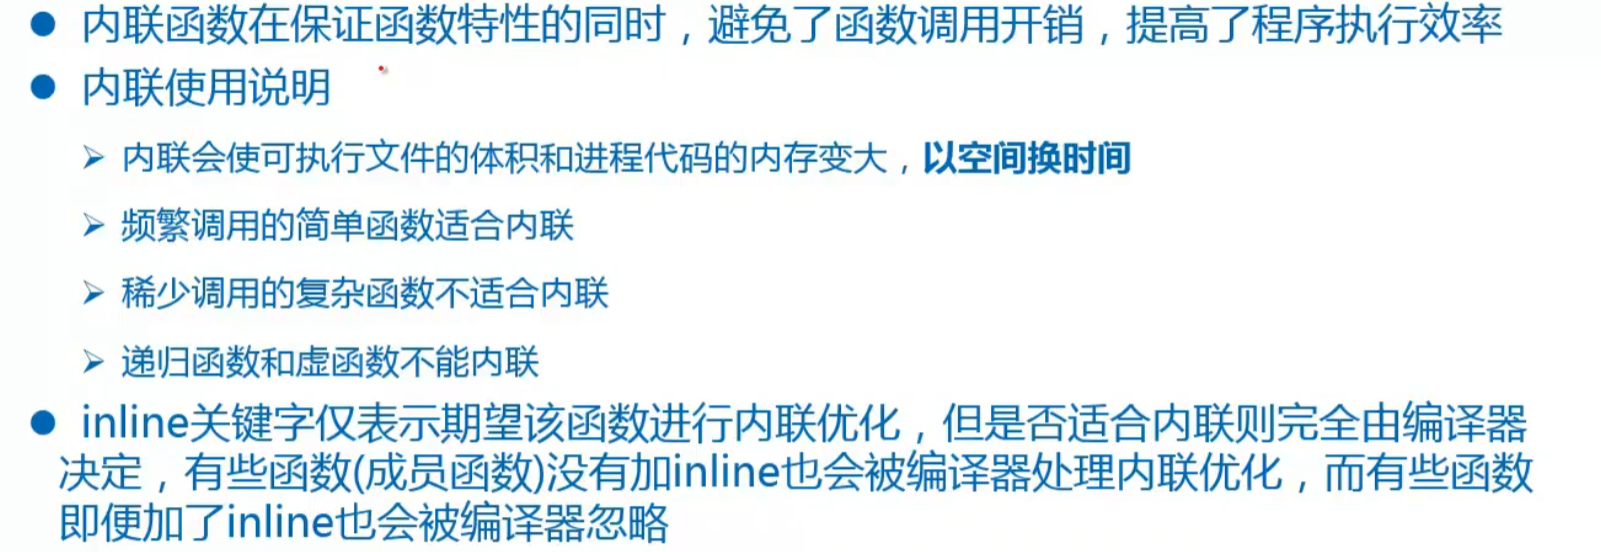 ● 内联函数在保证函数特性的同时，避免了函数调用开销，提高了程序执行效率
● 内联使用说明
➢ 内联会使可执行文件的体积和进程代码的内存变大，以空间换时间
➢ 频繁调用的简单函数适合内联
➢ 稀少调用的复杂函数不适合内联
➢ 递归函数和虚函数不能内联
● inline关键字仅表示期望该函数进行内联优化，但是否适合内联则完全由编译器
决定，有些函数(成员函数)没有加inline也会被编译器处理内联优化，而有些函数
即便加了inline也会被编译器忽略